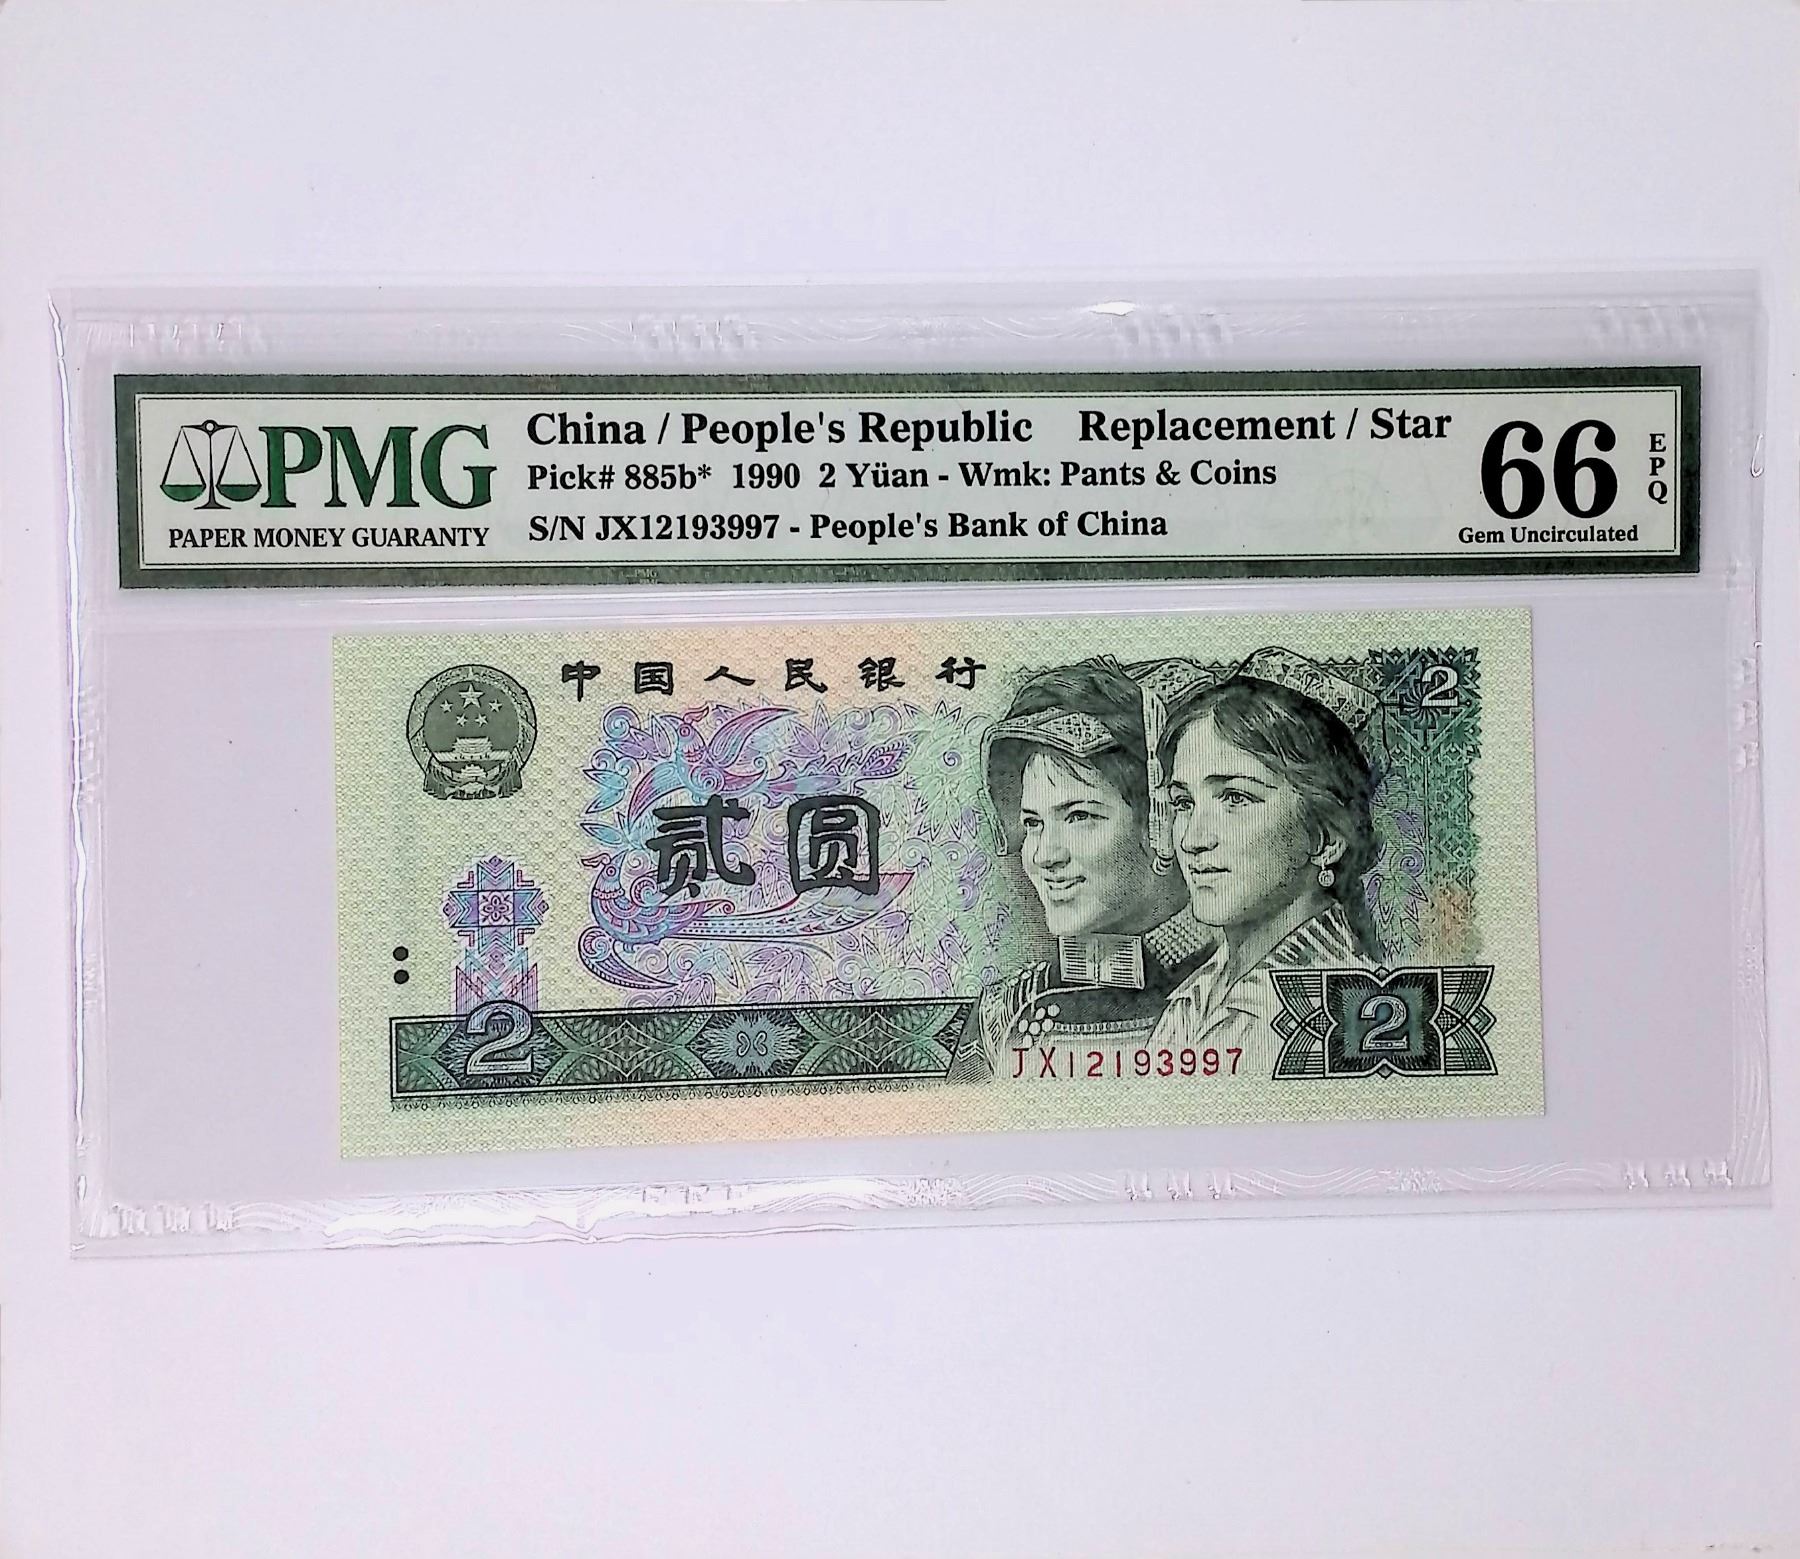 PMG
PAPER MONEY GUARANTY
China / People's Republic Replacement / Star
Pick# 885b* 1990 2 Yüan - Wmk: Pants & Coins
S/N JX12193997 - People's Bank of China
66
EPQ
Gem Uncirculated
中国人民银行
2
贰圆
2
JX12193997
2